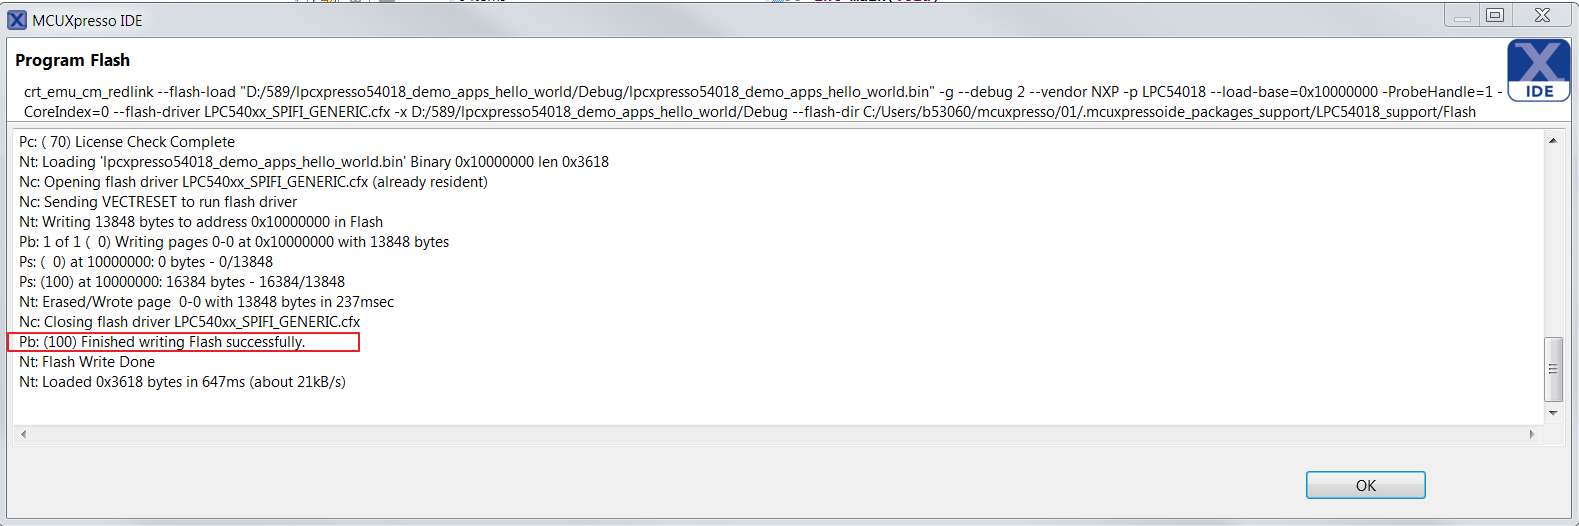 MCUXpresso IDE
Program Flash
crt_emu_cm_redlink --flash-load "D:/589/lpcxpresso54018_demo_apps_hello_world/Debug/lpcxpresso54018_demo_apps_hello_world.bin" -g --debug 2 --vendor NXP -p LPC54018 --load-base=0x10000000 -ProbeHandle=1 -
CoreIndex=0 --flash-driver LPC540xx_SPIFI_GENERIC.cfx -x D:/589/lpcxpresso54018_demo_apps_hello_world/Debug --flash-dir C:/Users/b53060/mcuxpresso/01/.mcuxpressoide_packages_support/LPC54018_support/Flash
IDE
Pc: ( 70) License Check Complete
Nt: Loading 'lpcxpresso54018_demo_apps_hello_world.bin' Binary 0x10000000 len 0x3618
Nc: Opening flash driver LPC540xx_SPIFI_GENERIC.cfx (already resident)
Nc: Sending VECTRESET to run flash driver
Nt: Writing 13848 bytes to address 0x10000000 in Flash
Pb: 1 of 1 (  0) Writing pages 0-0 at 0x10000000 with 13848 bytes
Ps: (  0) at 10000000: 0 bytes - 0/13848
Ps: (100) at 10000000: 16384 bytes - 16384/13848
Nt: Erased/Wrote page  0-0 with 13848 bytes in 237msec
Nc: Closing flash driver LPC540xx_SPIFI_GENERIC.cfx
Pb: (100) Finished writing Flash successfully.
Nt: Flash Write Done
Nt: Loaded 0x3618 bytes in 647ms (about 21kB/s)
OK